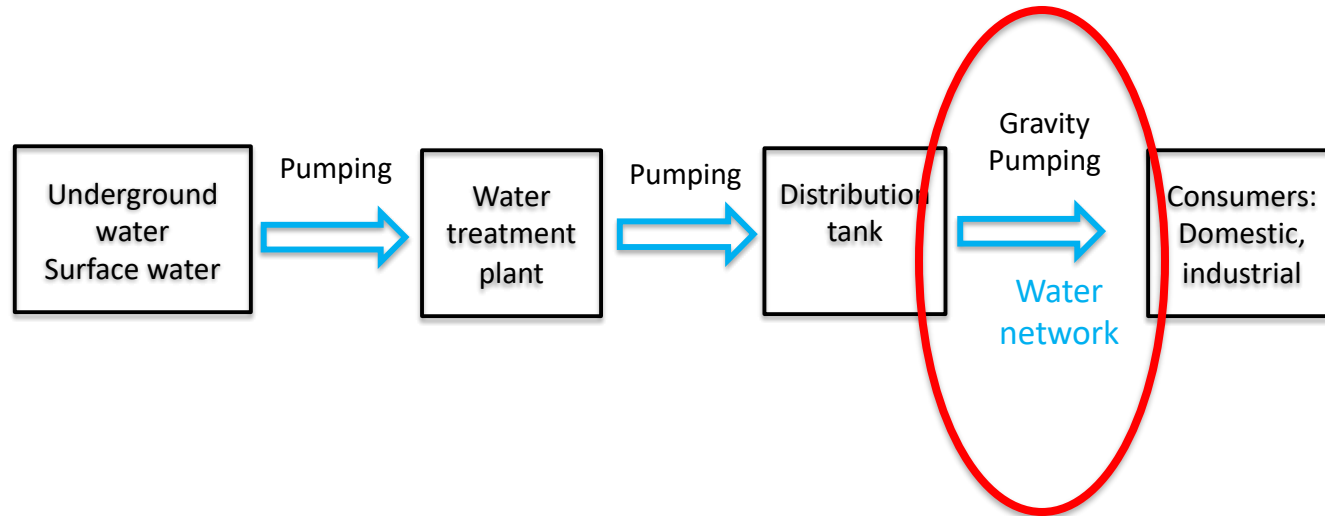 Underground
water
Surface water
Pumping
Water
treatment
plant
Pumping
Distribution
tank
Gravity
Pumping
Water
network
Consumers:
Domestic,
industrial